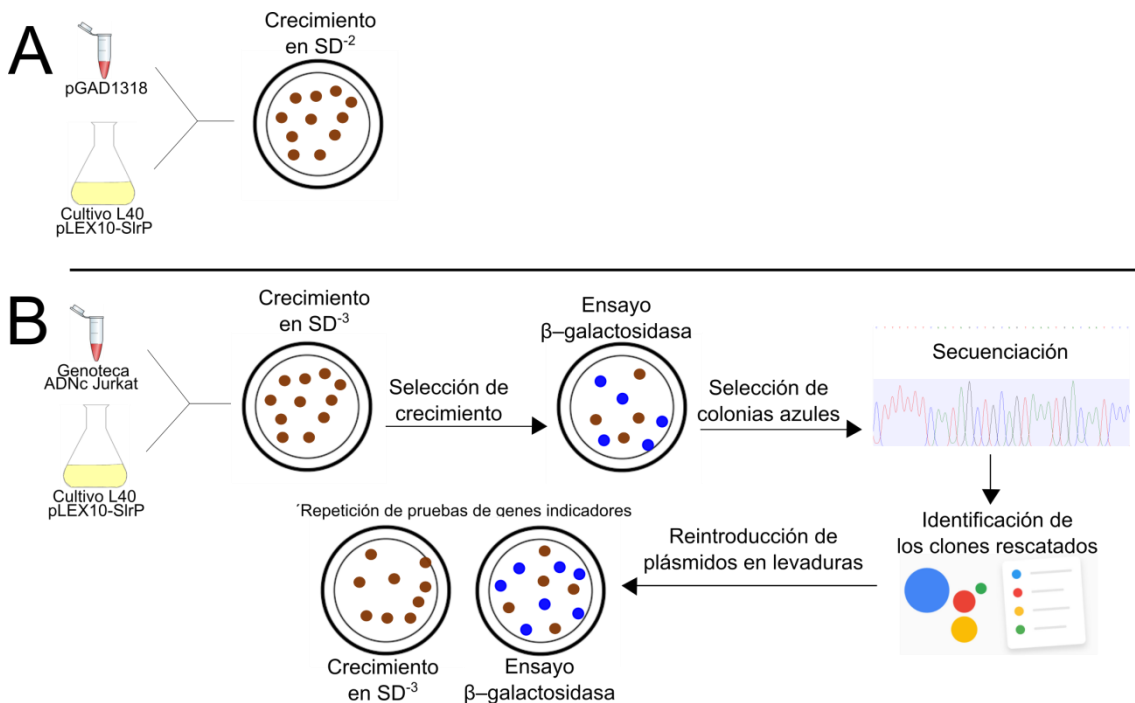 A
Crecimiento
en SD⁻²
pGAD1318
Cultivo L40
pLEX10-SlrP
B
Genoteca
ADNc Jurkat
Cultivo L40
pLEX10-SlrP
Crecimiento
en SD⁻³
Selección de
crecimiento
Ensayo
β–galactosidasa
Selección de
colonias azules
Secuenciación
Identificación de
los clones rescatados
Reintroducción de
plásmidos en levaduras
´Repetición de pruebas de genes indicadores
Crecimiento
en SD⁻³
Ensayo
β–galactosidasa